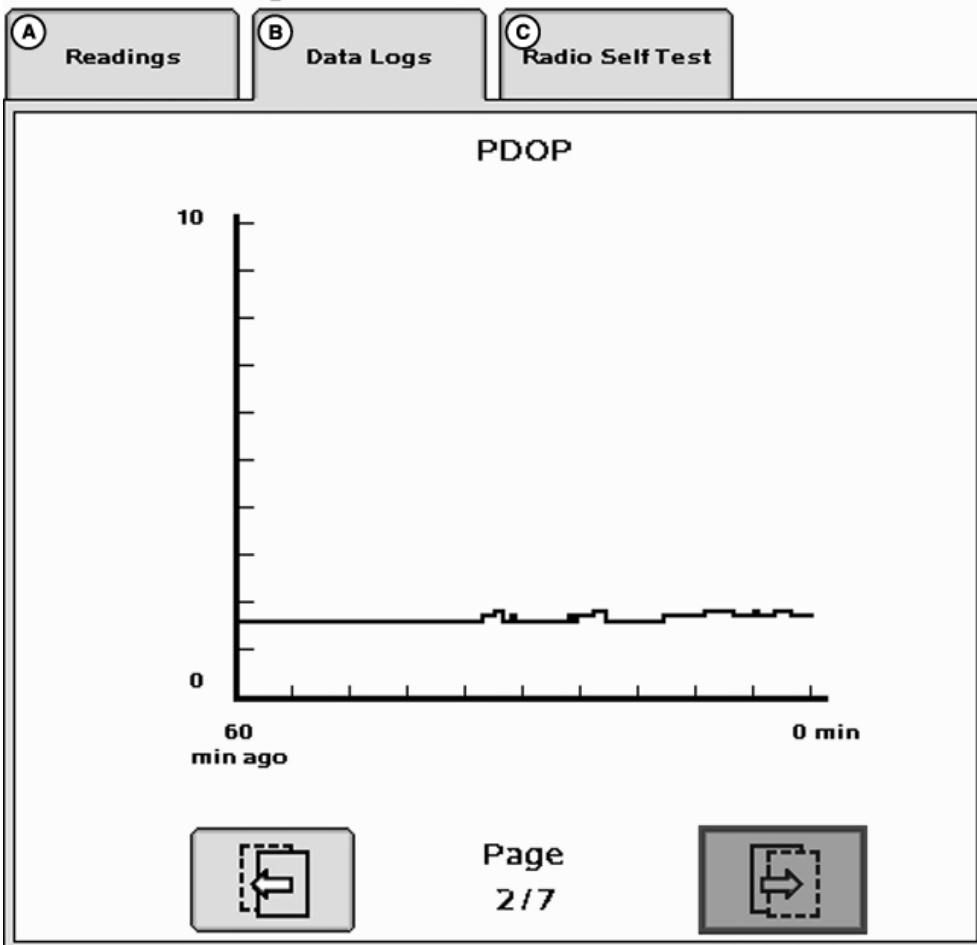 A
Readings
B
Data Logs
C
Radio Self Test
PDOP
10
0
60
min ago
0 min
Page
2/7